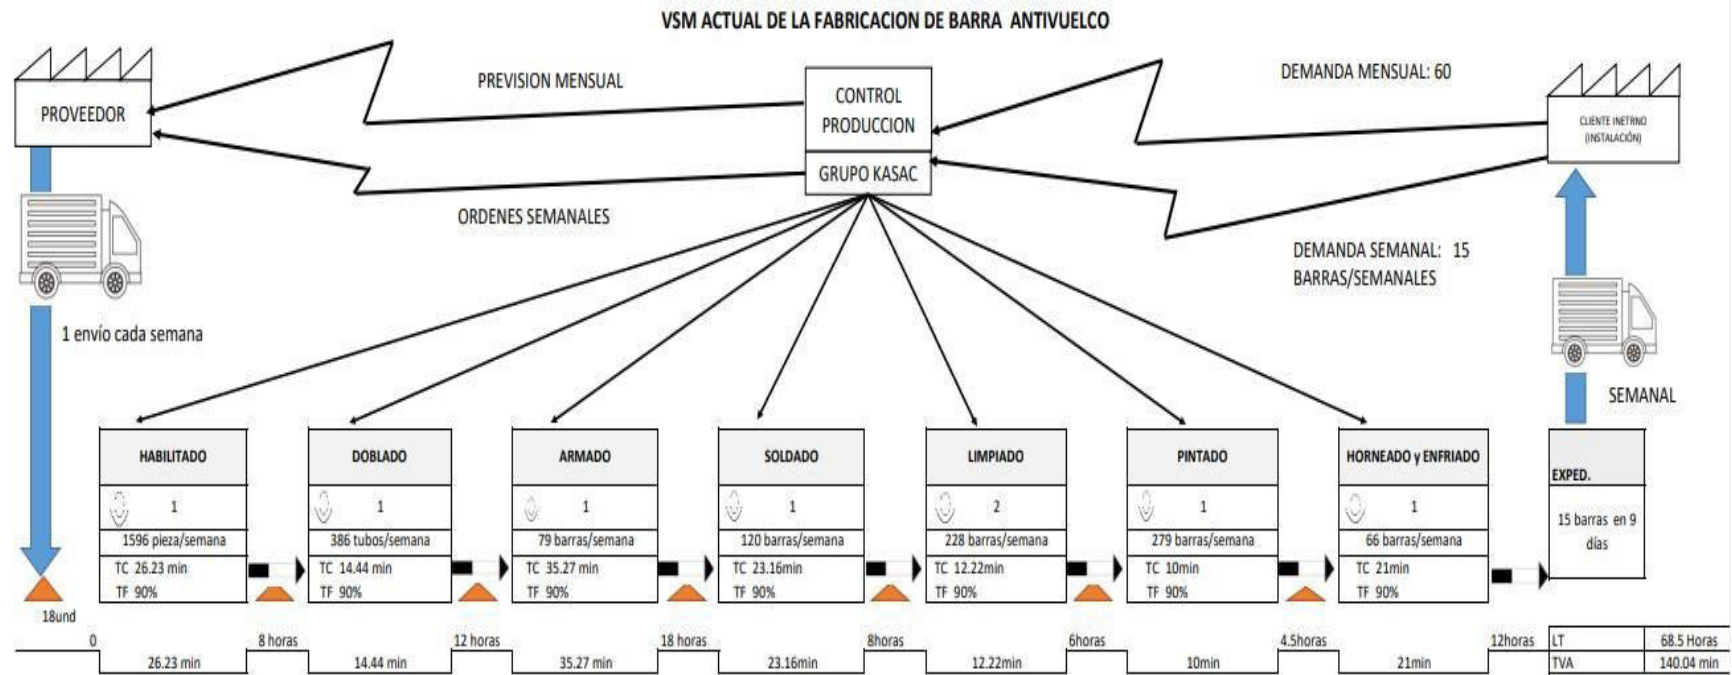 VSM ACTUAL DE LA FABRICACION DE BARRA ANTIVUELCO
PROVEEDOR
PREVISION MENSUAL
CONTROL
PRODUCCION
GRUPO KASAC
DEMANDA MENSUAL: 60
CLIENTE INETRNO
(INSTALACIÓN)
ORDENES SEMANALES
DEMANDA SEMANAL: 15
BARRAS/SEMANALES
1 envío cada semana
SEMANAL
HABILITADO
1
1596 pieza/semana
TC 26.23 min
TF 90%
DOBLADO
1
386 tubos/semana
TC 14.44 min
TF 90%
ARMADO
1
79 barras/semana
TC 35.27 min
TF 90%
SOLDADO
1
120 barras/semana
TC 23.16min
TF 90%
LIMPIADO
2
228 barras/semana
TC 12.22min
TF 90%
PINTADO
1
279 barras/semana
TC 10min
TF 90%
HORNEADO y ENFRIADO
1
66 barras/semana
TC 21min
TF 90%
EXPED.
15 barras en 9
días
18und
0 8 horas 12 horas 18 horas 8horas 6horas 4.5horas 12horas LT 68.5 Horas
26.23 min 14.44 min 35.27 min 23.16min 12.22min 10min 21min TVA 140.04 min